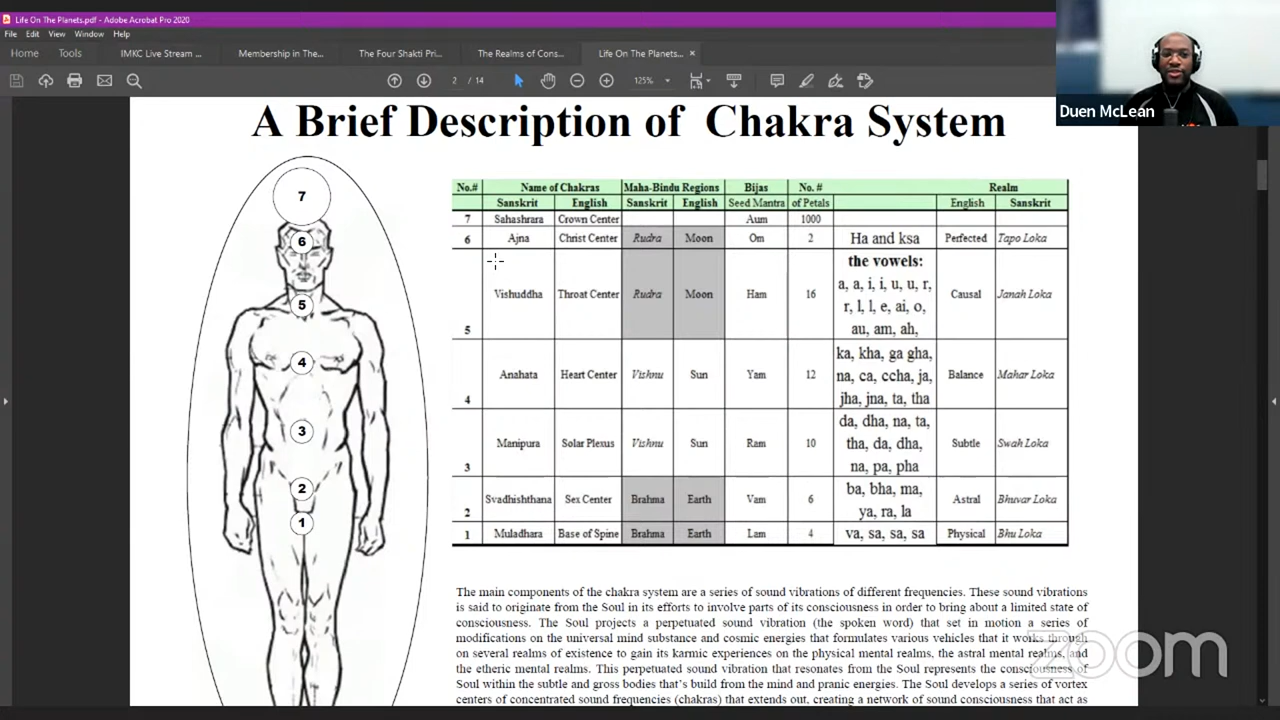 Life On The Planets.pdf - Adobe Acrobat Pro 2020
File Edit View Window Help
Home Tools IMKC Live Stream ... Membership in The... The Four Shakti Pri... The Realms of Cons... Life On The Planets... ×
2 / 14 125%
Duen McLean
A Brief Description of Chakra System
7
6
5
4
3
2
1
No.# Name of Chakras Maha-Bindu Regions Bijas No. # Realm
Sanskrit English Sanskrit English Seed Mantra of Petals English Sanskrit
7 Sahashrara Crown Center Aum 1000
6 Ajna Christ Center Rudra Moon Om 2 Ha and ksa Perfected Tapo Loka
the vowels:
a, a, i, i, u, u, r,
5 Vishuddha Throat Center Rudra Moon Ham 16 r, l, l, e, ai, o, Causal Janah Loka
au, am, ah,
ka, kha, ga gha,
4 Anahata Heart Center Vishnu Sun Yam 12 na, ca, ccha, ja, Balance Mahar Loka
jha, jna, ta, tha
da, dha, na, ta,
3 Manipura Solar Plexus Vishnu Sun Ram 10 tha, da, dha, Subtle Swah Loka
na, pa, pha
2 Svadhishthana Sex Center Brahma Earth Vam 6 ba, bha, ma, Astral Bhuvar Loka
ya, ra, la
1 Muladhara Base of Spine Brahma Earth Lam 4 va, sa, sa, sa Physical Bhu Loka
The main components of the chakra system are a series of sound vibrations of different frequencies. These sound vibrations
is said to originate from the Soul in its efforts to involve parts of its consciousness in order to bring about a limited state of
consciousness. The Soul projects a perpetuated sound vibration (the spoken word) that set in motion a series of
modifications on the universal mind substance and cosmic energies that formulates various vehicles that it works through
on several realms of existence to gain its karmic experiences on the physical mental realms, the astral mental realms, and
the etheric mental realms. This perpetuated sound vibration that resonates from the Soul represents the consciousness of
Soul within the subtle and gross bodies that's build from the mind and pranic energies. The Soul develops a series of vortex
centers of concentrated sound frequencies (chakras) that extends out, creating a network of sound consciousness that act as
zoom